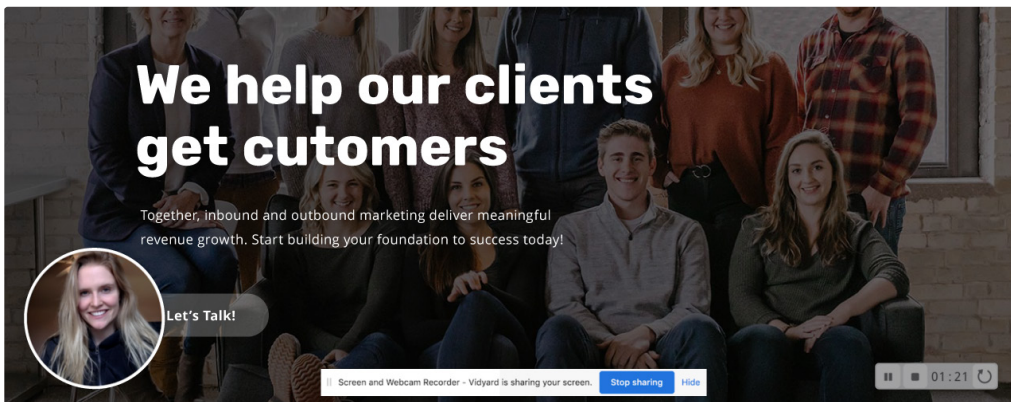 We help our clients
get cutomers
Together, inbound and outbound marketing deliver meaningful
revenue growth. Start building your foundation to success today!
Let's Talk!
Screen and Webcam Recorder - Vidyard is sharing your screen. Stop sharing Hide
01:21